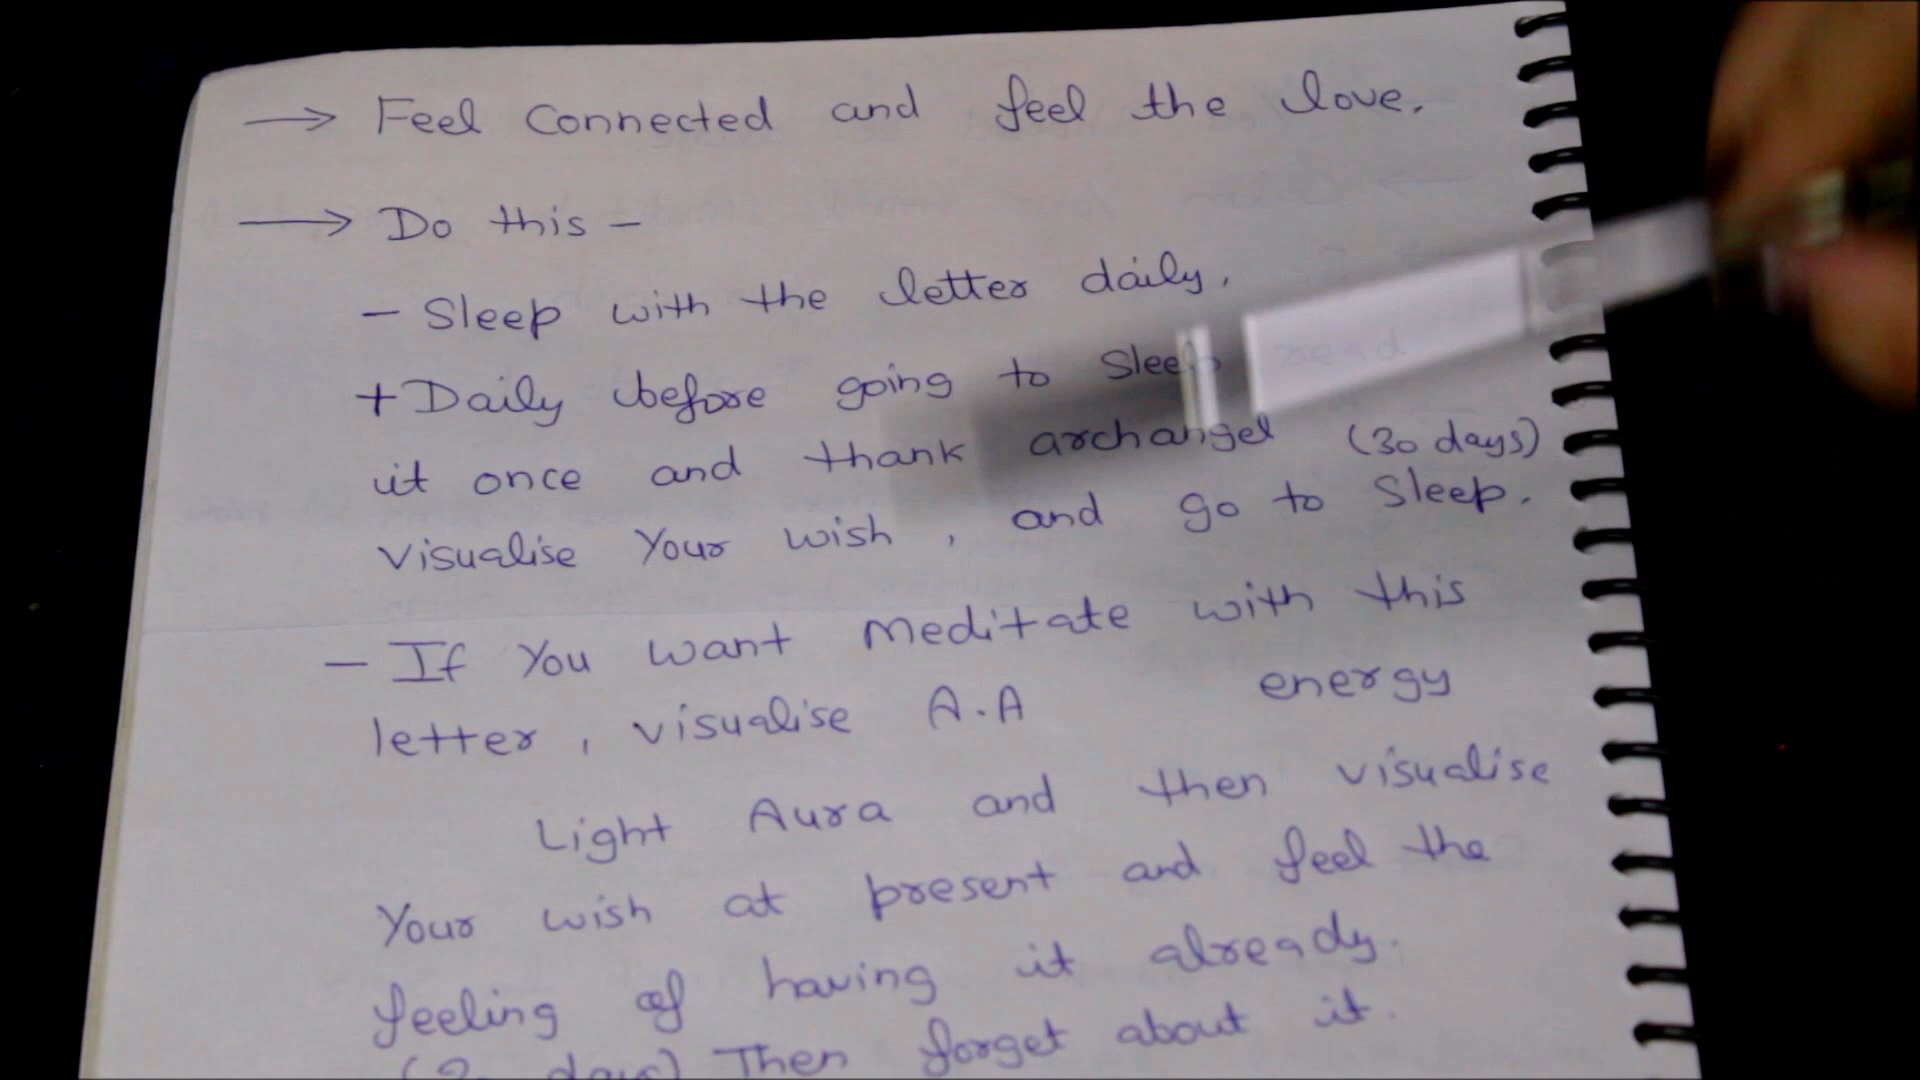 → Feel Connected and feel the love.
→ Do this -
- Sleep with the letter daily.
+ Daily before going to Sleep read
it once and thank archangel (30 days)
visualise Your wish , and go to Sleep.
- If You want Meditate with this
letter , visualise A.A energy
Light Aura and then visualise
Your wish at present and feel the
feeling of having it already.
days) Then forget about it.